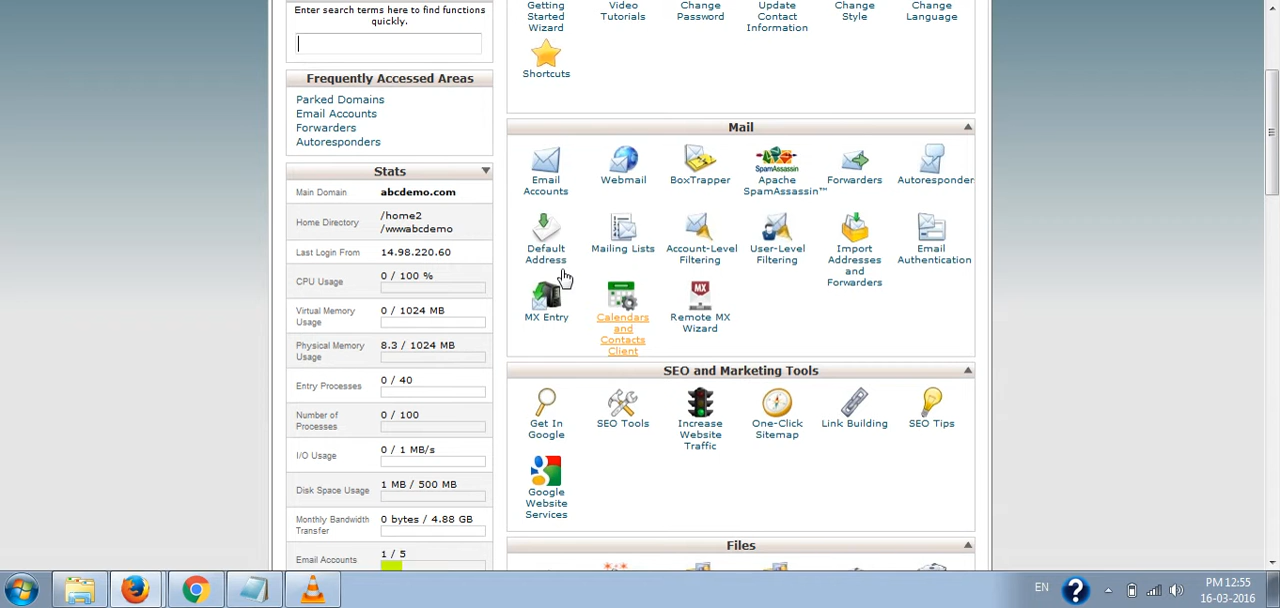 Enter search terms here to find functions
quickly.
Frequently Accessed Areas
Parked Domains
Email Accounts
Forwarders
Autoresponders
Stats
Main Domain abcdemo.com
Home Directory /home2
/wwwabcdemo
Last Login From 14.98.220.60
CPU Usage 0 / 100 %
Virtual Memory
Usage 0 / 1024 MB
Physical Memory
Usage 8.3 / 1024 MB
Entry Processes 0 / 40
Number of
Processes 0 / 100
I/O Usage 0 / 1 MB/s
Disk Space Usage 1 MB / 500 MB
Monthly Bandwidth
Transfer 0 bytes / 4.88 GB
Email Accounts 1 / 5
Getting
Started
Wizard
Video
Tutorials
Change
Password
Update
Contact
Information
Change
Style
Change
Language
Shortcuts
Mail
Email
Accounts
Webmail
BoxTrapper
Apache
SpamAssassin™
Forwarders
Autoresponder
Default
Address
Mailing Lists
Account-Level
Filtering
User-Level
Filtering
Import
Addresses
and
Forwarders
Email
Authentication
MX Entry
Calendars
and
Contacts
Client
MX
Remote MX
Wizard
SEO and Marketing Tools
Get In
Google
SEO Tools
Increase
Website
Traffic
One-Click
Sitemap
Link Building
SEO Tips
Google
Website
Services
Files
EN
PM 12:55
16-03-2016